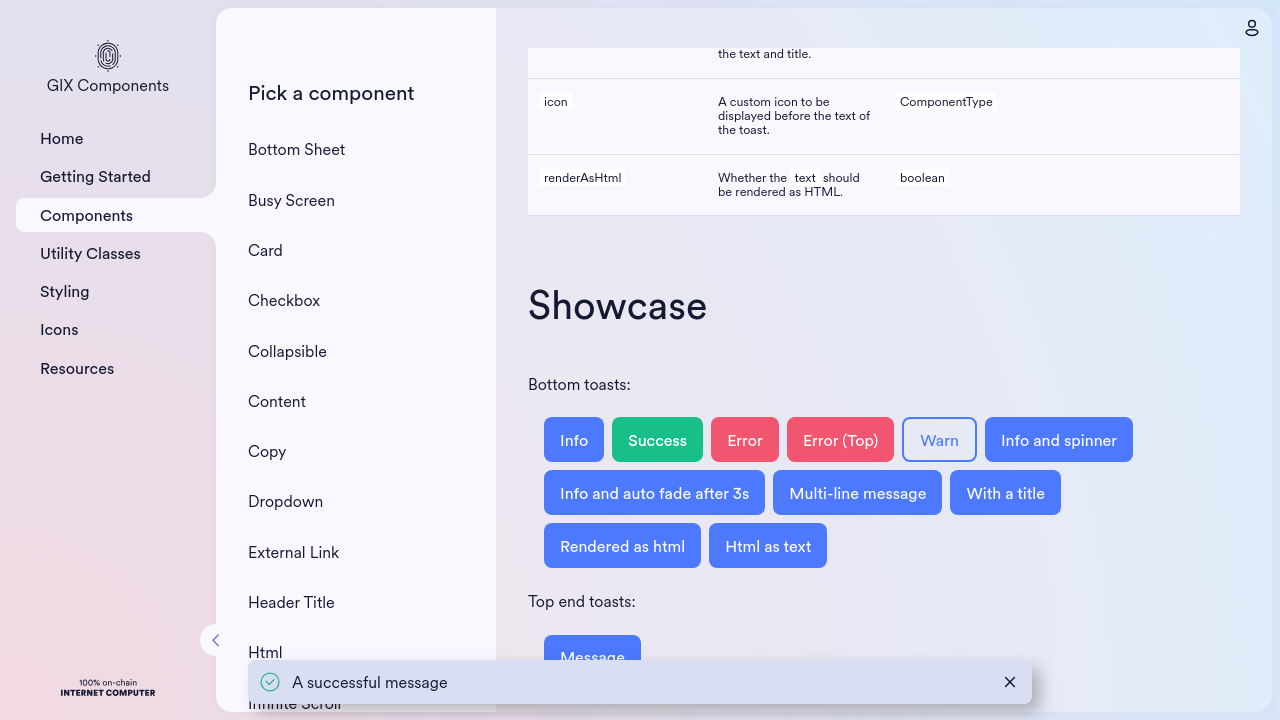 GIX Components
Home
Getting Started
Components
Utility Classes
Styling
Icons
Resources
100% on-chain
INTERNET COMPUTER
Pick a component
Bottom Sheet
Busy Screen
Card
Checkbox
Collapsible
Content
Copy
Dropdown
External Link
Header Title
Html
Infinite Scroll
the text and title.
icon
A custom icon to be
displayed before the text of
the toast.
ComponentType
renderAsHtml
Whether the text should
be rendered as HTML.
boolean
Showcase
Bottom toasts:
Info
Success
Error
Error (Top)
Warn
Info and spinner
Info and auto fade after 3s
Multi-line message
With a title
Rendered as html
Html as text
Top end toasts:
Message
A successful message